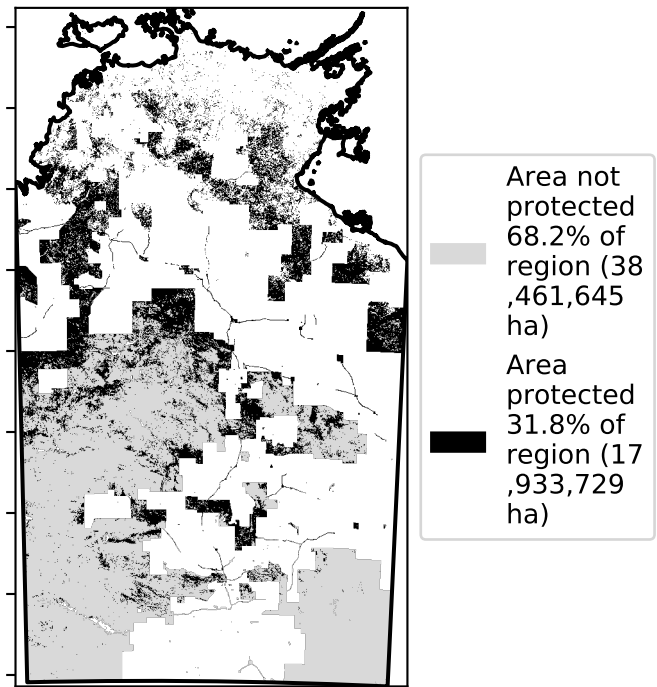 Area not
protected
68.2% of
region (38
,461,645
ha)
Area
protected
31.8% of
region (17
,933,729
ha)